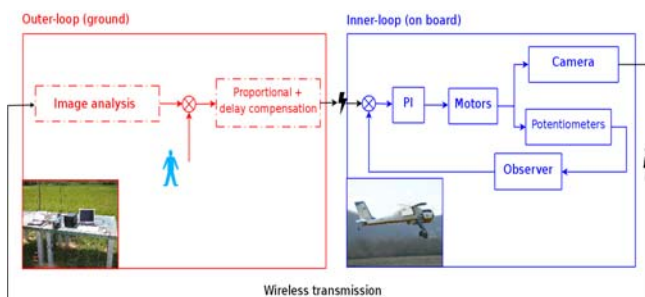 Outer-loop (ground)
Inner-loop (on board)
Image analysis
Proportional +
delay compensation
PI
Motors
Camera
Potentiometers
Observer
Wireless transmission